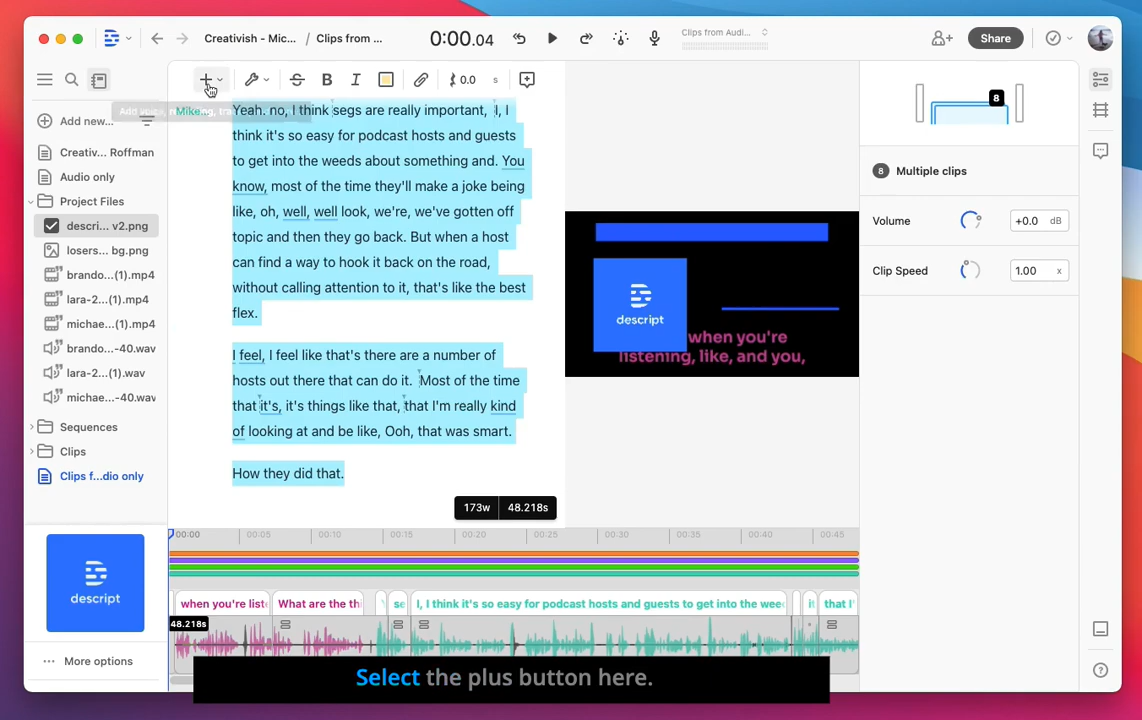 Creativish - Mic... / Clips from ...
0:00.04
Clips from Audi...
Share
B I 0.0 s
Add new...
Creativ... Roffman
Audio only
Project Files
descri... v2.png
losers... bg.png
brando...(1).mp4
lara-2...(1).mp4
michae...(1).mp4
brando...-40.wav
lara-2...(1).wav
michae...-40.wav
Sequences
Clips
Clips f...dio only
descript
More options
Mike...
Yeah. no, I think segs are really important, I, I
think it's so easy for podcast hosts and guests
to get into the weeds about something and. You
know, most of the time they'll make a joke being
like, oh, well, well look, we're, we've gotten off
topic and then they go back. But when a host
can find a way to hook it back on the road,
without calling attention to it, that's like the best
flex.
I feel, I feel like that's there are a number of
hosts out there that can do it. Most of the time
that it's, it's things like that, that I'm really kind
of looking at and be like, Ooh, that was smart.
How they did that.
173w 48.218s
descript
when you're
listening, like, and you,
8
8 Multiple clips
Volume +0.0 dB
Clip Speed 1.00 x
00:00 00:05 00:10 00:15 00:20 00:25 00:30 00:35 00:40 00:45
when you're liste What are the thi se I, I think it's so easy for podcast hosts and guests to get into the wee it that I'
48.218s
Select the plus button here.